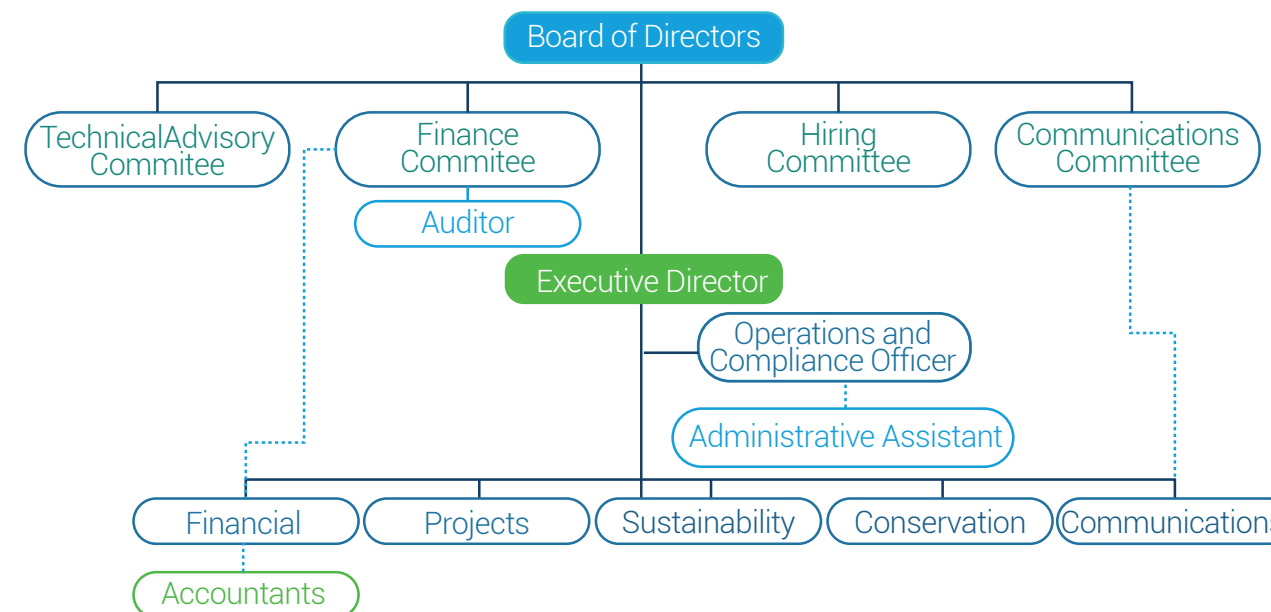 Board of Directors
TechnicalAdvisory
Commitee
Finance
Commitee
Hiring
Committee
Communications
Committee
Auditor
Executive Director
Operations and
Compliance Officer
Administrative Assistant
Financial
Projects
Sustainability
Conservation
Communications
Accountants